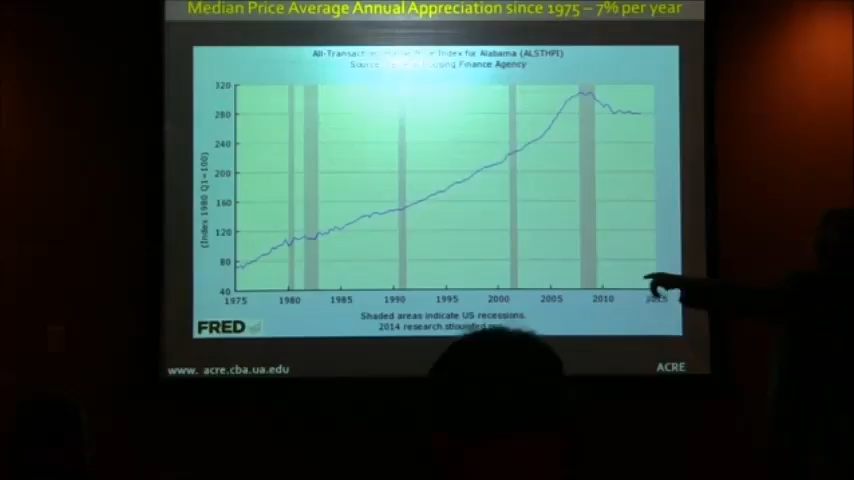 Median Price Average Annual Appreciation since 1975 – 7% per year
All-Transactions Price Index for Alabama (ALSTHPI)
Source: Housing Finance Agency
320
280
240
200
160
120
80
40
(Index 1980 Q1=100)
1975 1980 1985 1990 1995 2000 2005 2010 2015
Shaded areas indicate US recessions.
2014 research.stlouisfed.org
FRED
www. acre.cba.ua.edu
ACRE